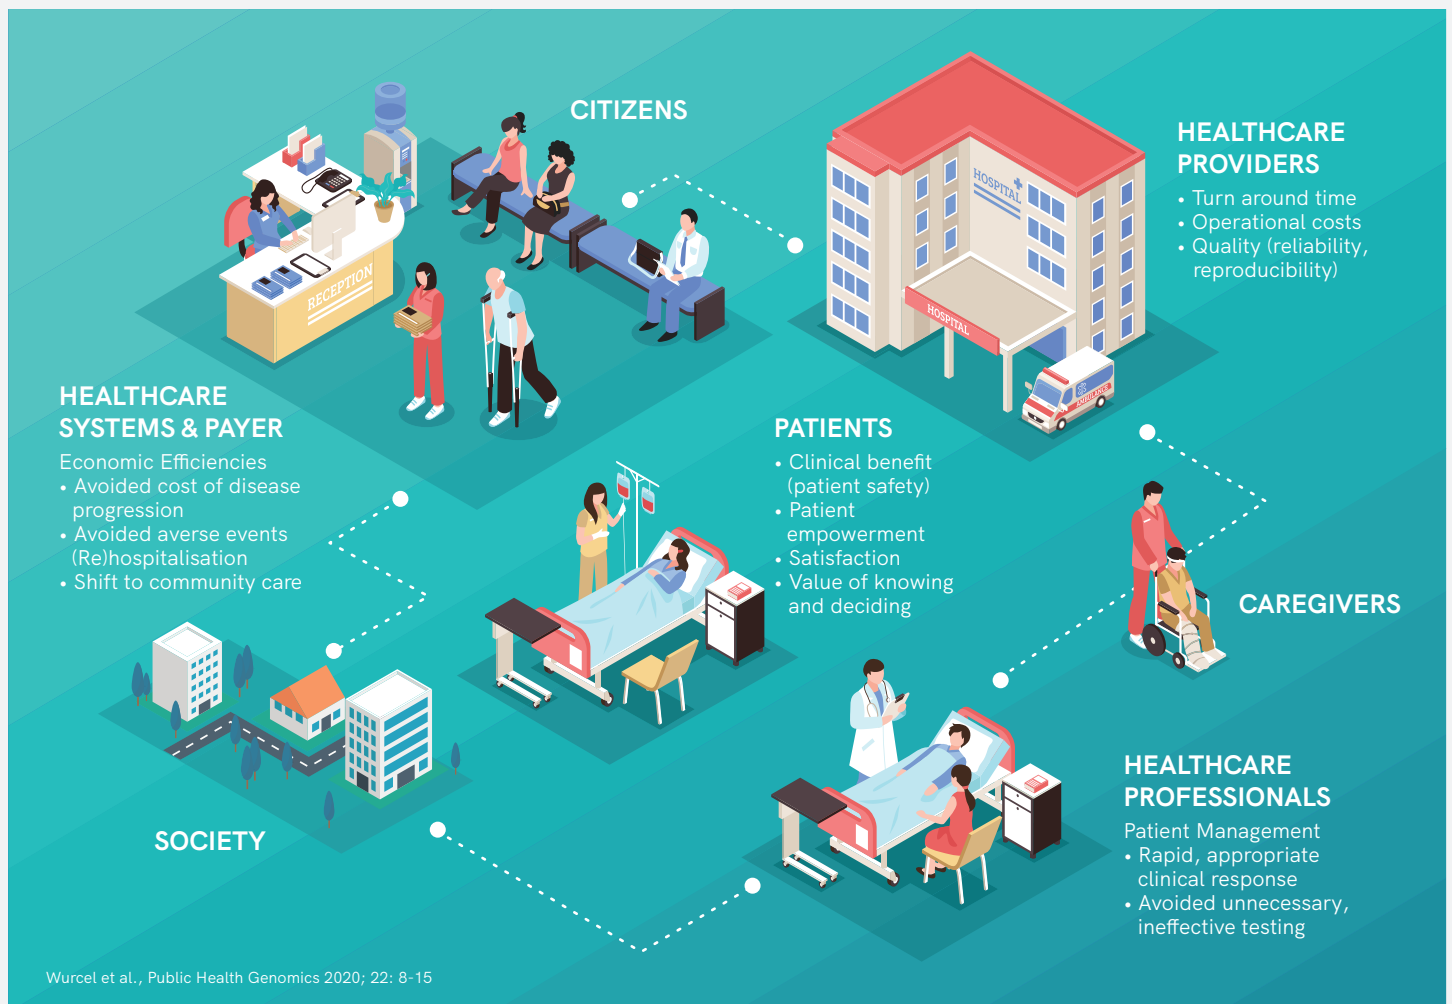 CITIZENS
RECEPTION
HOSPITAL
HOSPITAL
AMBULANCE
HEALTHCARE
PROVIDERS
• Turn around time
• Operational costs
• Quality (reliability,
reproducibility)
HEALTHCARE
SYSTEMS & PAYER
Economic Efficiencies
• Avoided cost of disease
progression
• Avoided averse events
(Re)hospitalisation
• Shift to community care
PATIENTS
• Clinical benefit
(patient safety)
• Patient
empowerment
• Satisfaction
• Value of knowing
and deciding
CAREGIVERS
SOCIETY
HEALTHCARE
PROFESSIONALS
Patient Management
• Rapid, appropriate
clinical response
• Avoided unnecessary,
ineffective testing
Wurcel et al., Public Health Genomics 2020; 22: 8-15